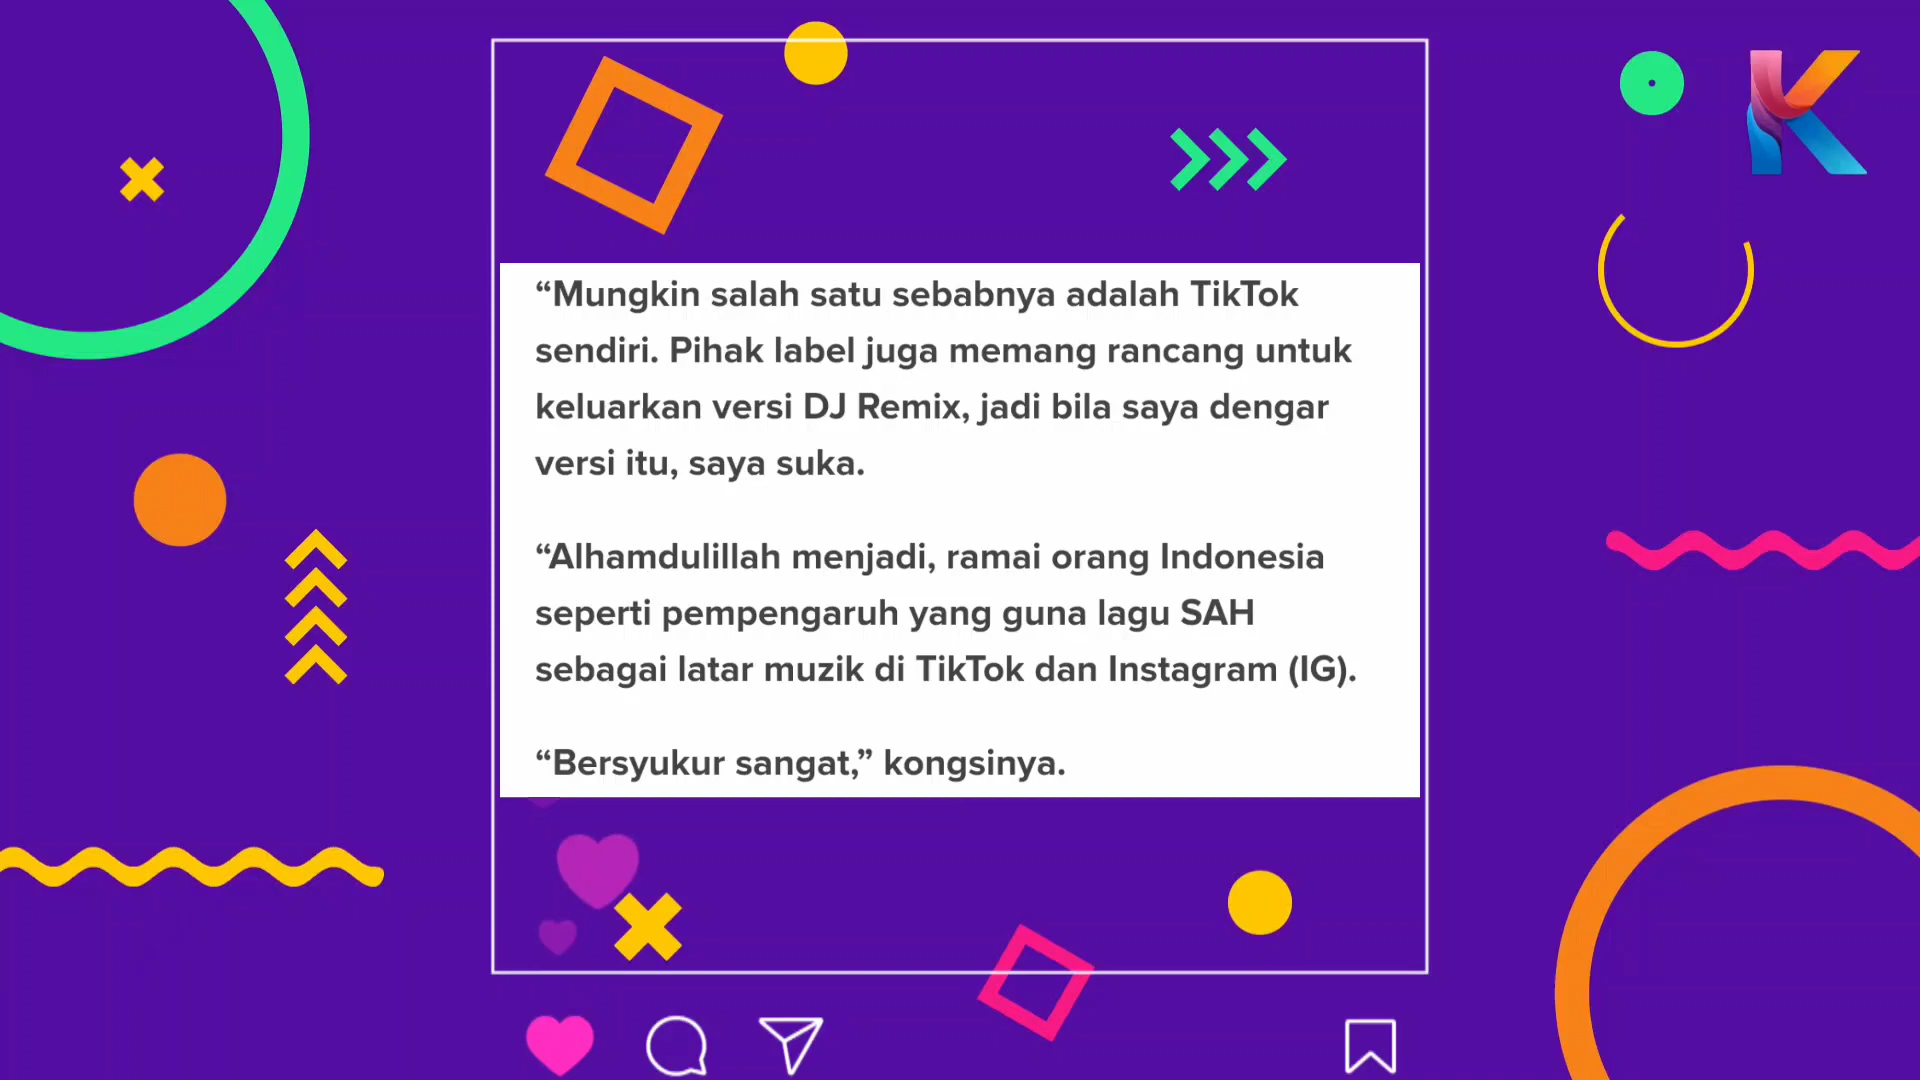 “Mungkin salah satu sebabnya adalah TikTok
sendiri. Pihak label juga memang rancang untuk
keluarkan versi DJ Remix, jadi bila saya dengar
versi itu, saya suka.
“Alhamdulillah menjadi, ramai orang Indonesia
seperti pempengaruh yang guna lagu SAH
sebagai latar muzik di TikTok dan Instagram (IG).
“Bersyukur sangat,” kongsinya.
K